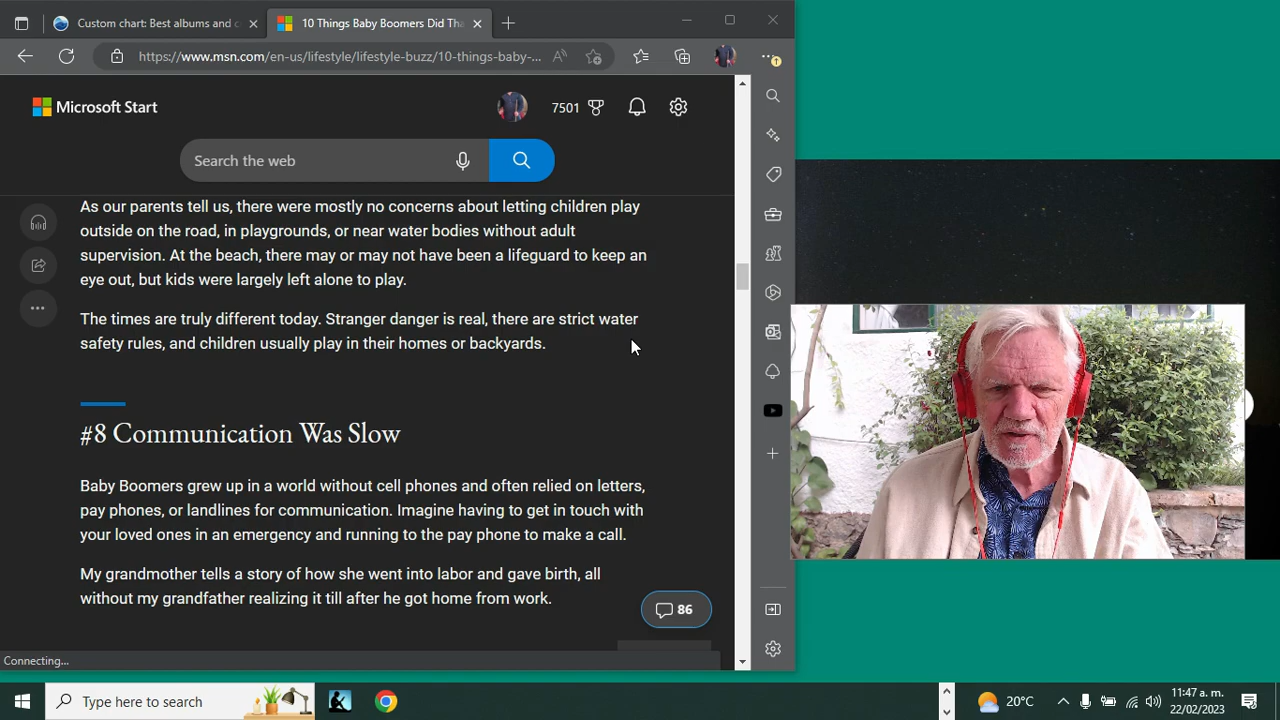 Custom chart: Best albums and
10 Things Baby Boomers Did Tha
https://www.msn.com/en-us/lifestyle/lifestyle-buzz/10-things-baby-...
Microsoft Start
7501
Search the web
As our parents tell us, there were mostly no concerns about letting children play
outside on the road, in playgrounds, or near water bodies without adult
supervision. At the beach, there may or may not have been a lifeguard to keep an
eye out, but kids were largely left alone to play.
The times are truly different today. Stranger danger is real, there are strict water
safety rules, and children usually play in their homes or backyards.
#8 Communication Was Slow
Baby Boomers grew up in a world without cell phones and often relied on letters,
pay phones, or landlines for communication. Imagine having to get in touch with
your loved ones in an emergency and running to the pay phone to make a call.
My grandmother tells a story of how she went into labor and gave birth, all
without my grandfather realizing it till after he got home from work.
86
Connecting...
Type here to search
20°C
11:47 a. m.
22/02/2023